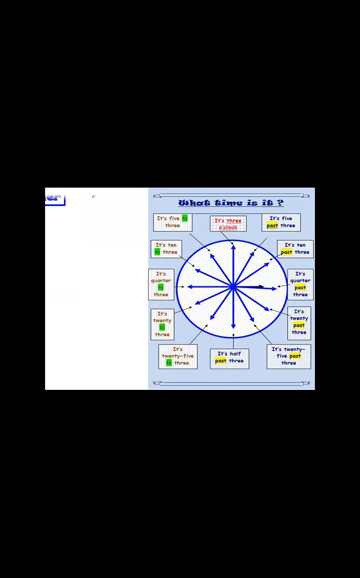 What time is it ?
It's five to
three
It's three
o'clock
It's five
past three
It's ten
to three
It's ten
past three
It's
quarter
to
three
It's
quarter
past
three
It's
twenty
to
three
It's
twenty
past
three
It's
twenty-five
to three
It's half
past three
It's twenty-
five past
three